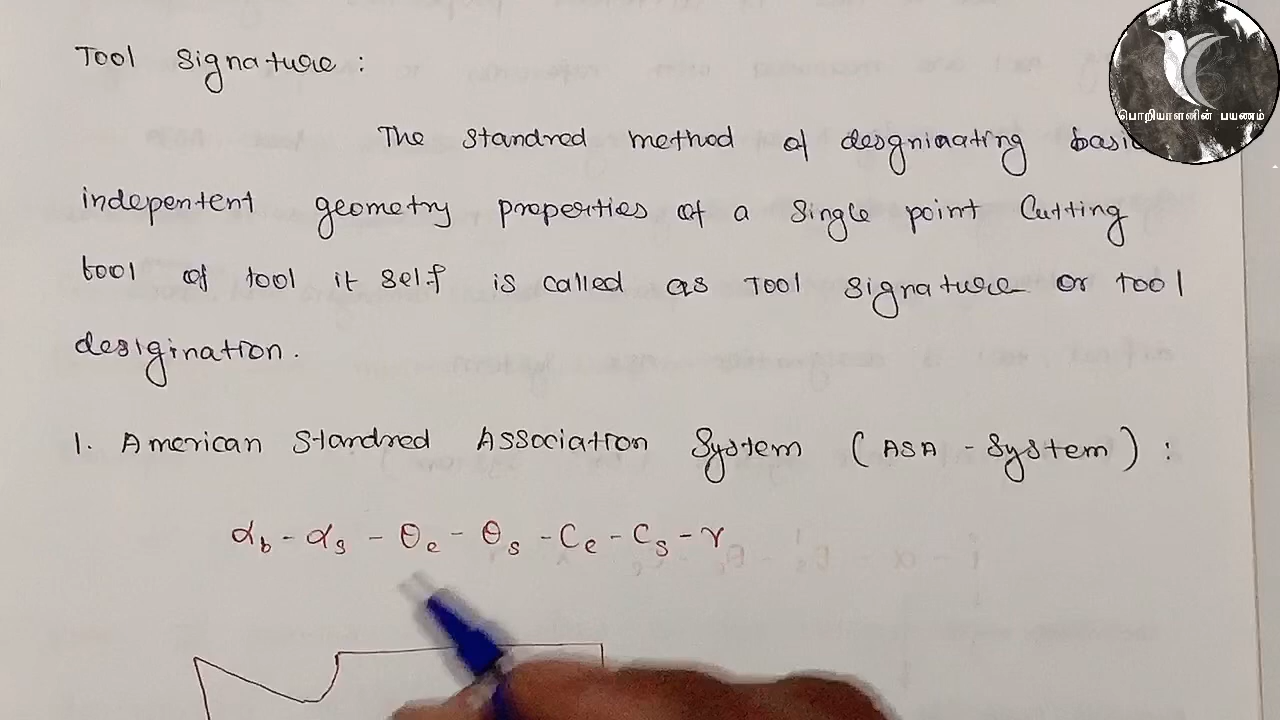 Tool Signature:
The Standred method of desgninating basi
indepentent geometry properties of a Single point Cutting
tool of tool it self is called as Tool Signature or tool
desigination.
1. American Standred Association System (ASA - System) :
αb - αs - θe - θs - Ce - Cs - r
பொறியாளனின் பயணம்